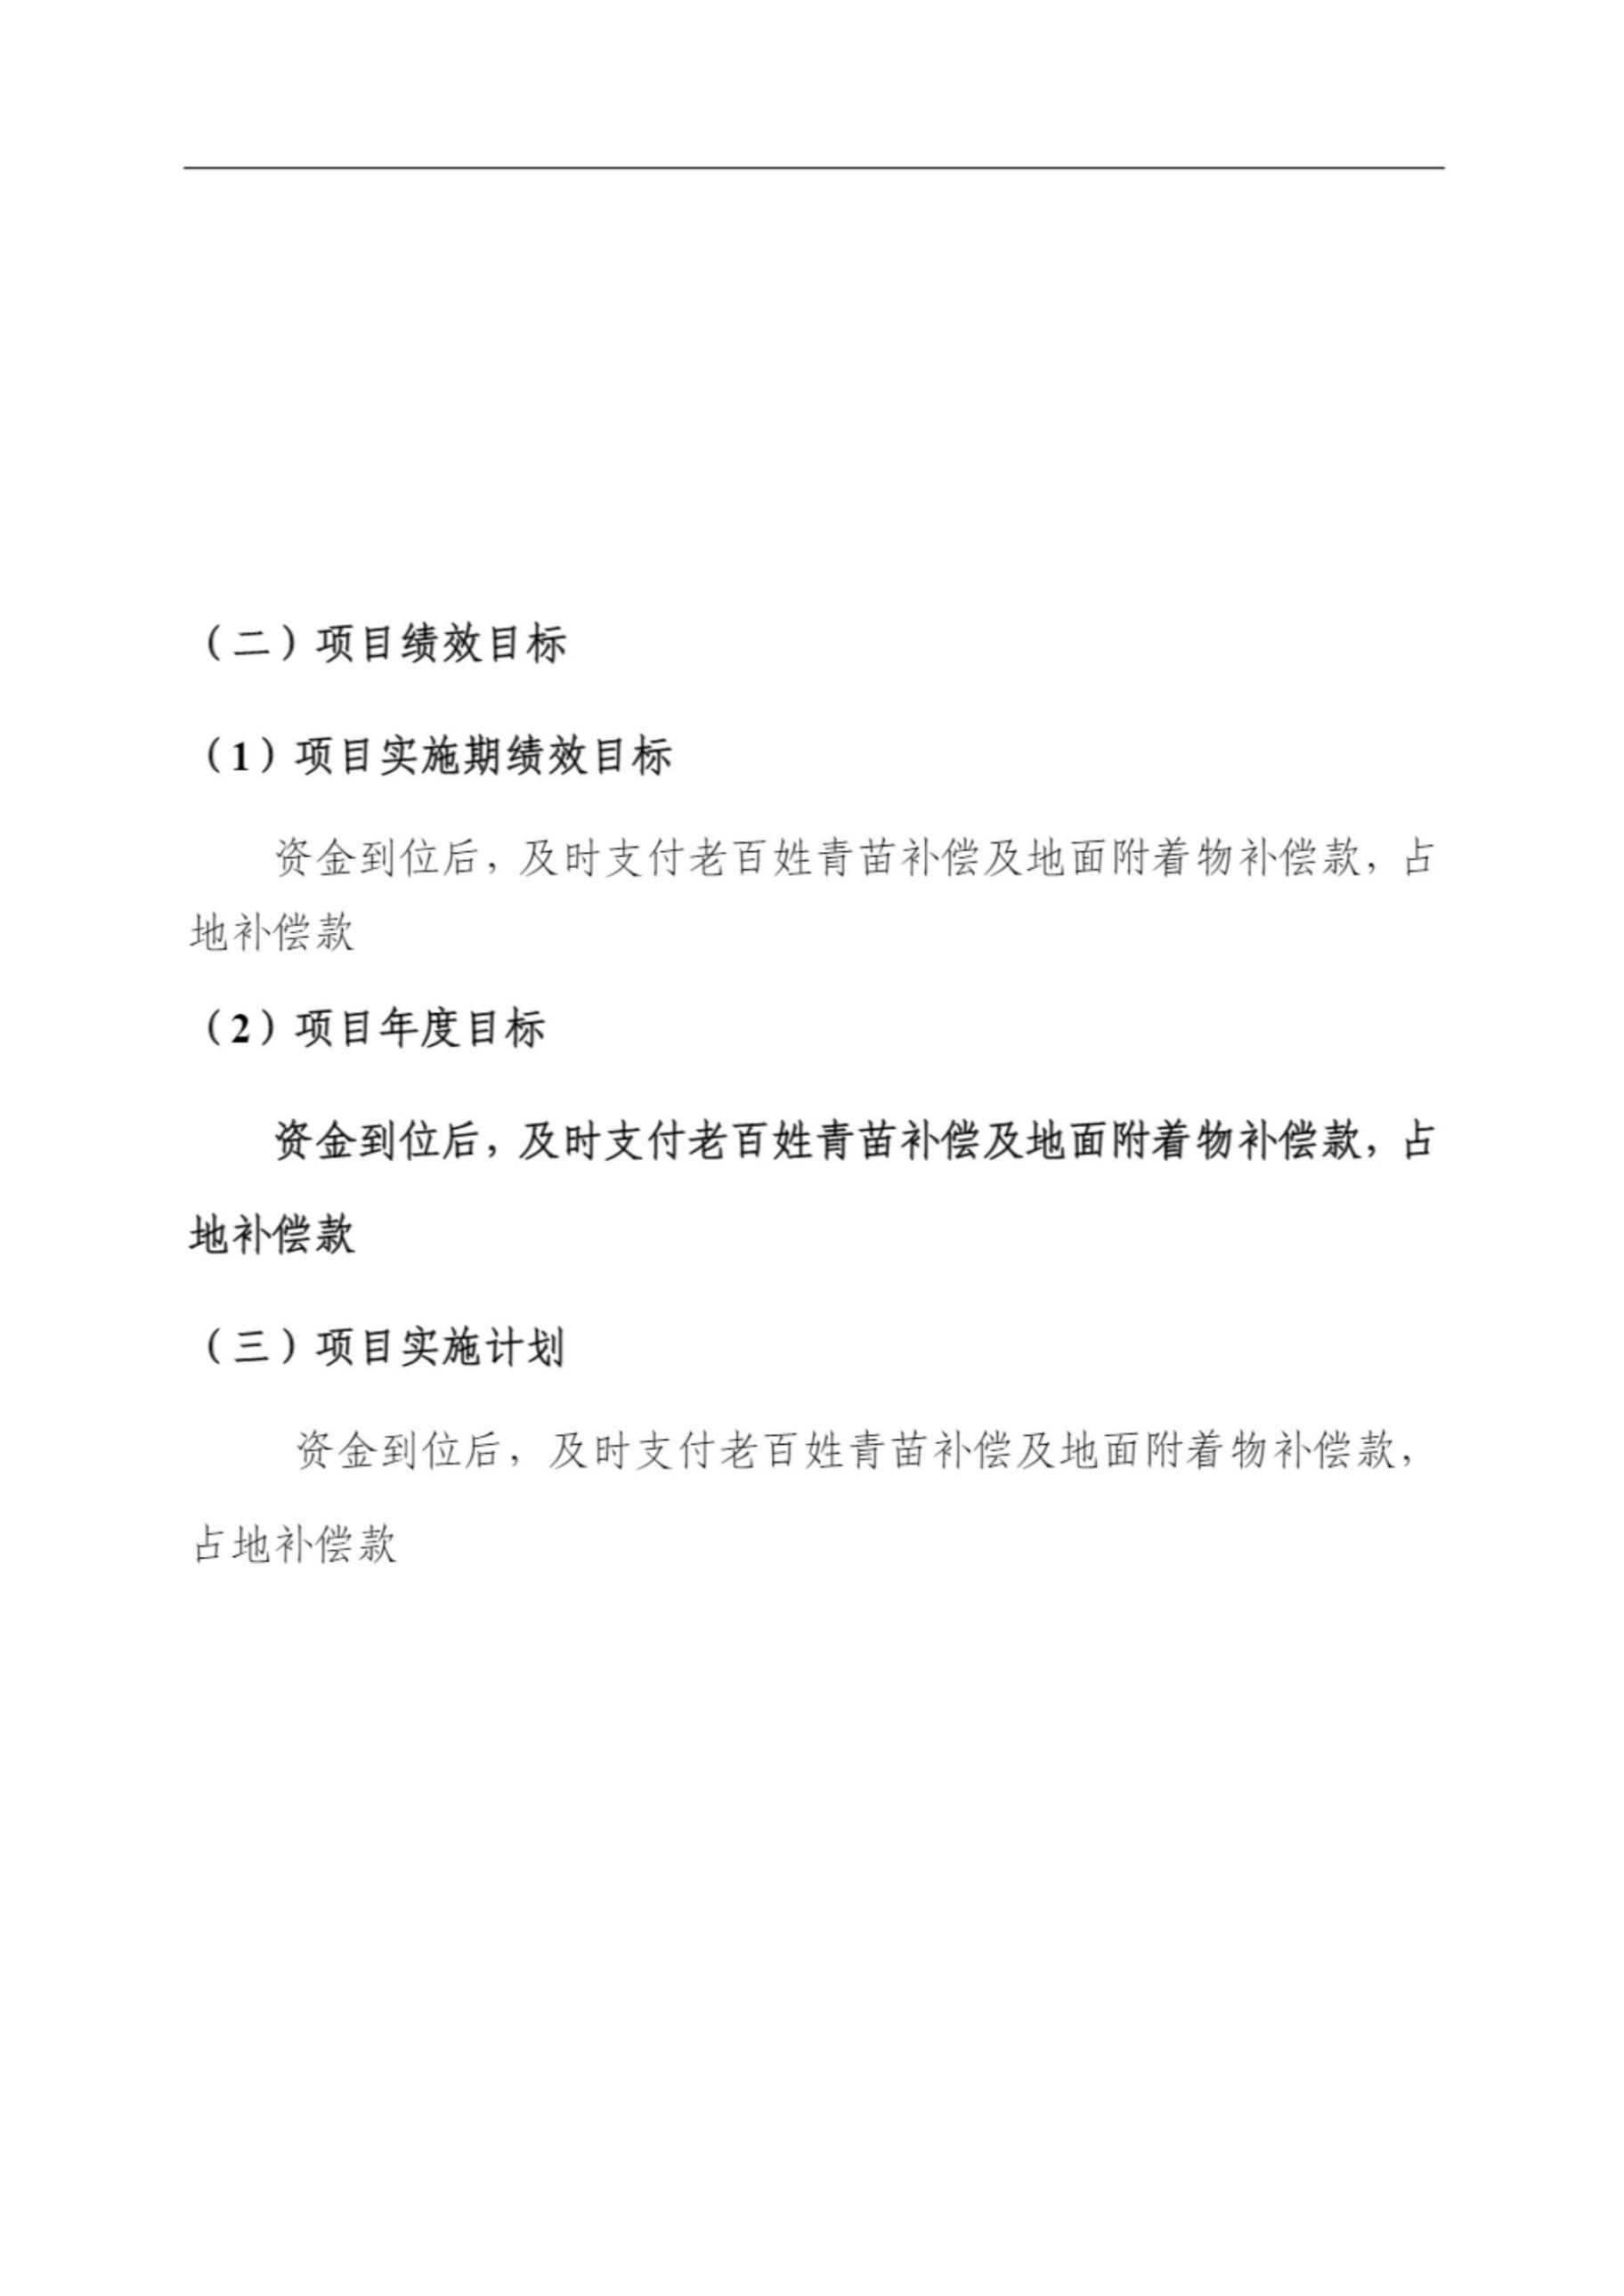 （二）项目绩效目标
（1）项目实施期绩效目标
资金到位后，及时支付老百姓青苗补偿及地面附着物补偿款，占
地补偿款
（2）项目年度目标
资金到位后，及时支付老百姓青苗补偿及地面附着物补偿款，占
地补偿款
（三）项目实施计划
资金到位后，及时支付老百姓青苗补偿及地面附着物补偿款，
占地补偿款